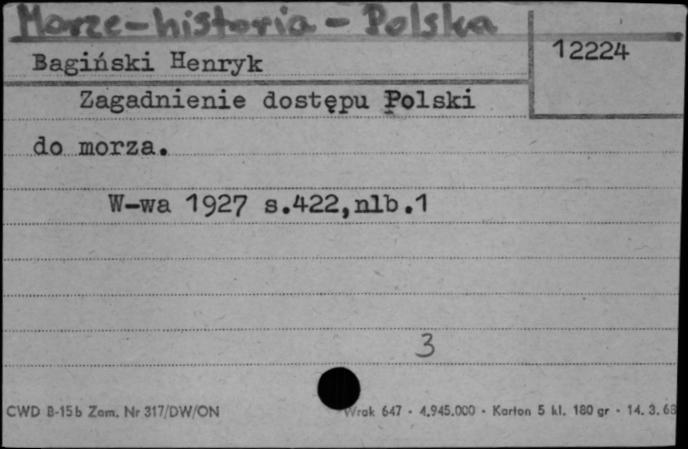 Morze-historia - Polska
12224
Bagiński Henryk
Zagadnienie dostępu Polski
do morza.
W-wa 1927 s.422,nlb.1
3
CWD B-15b Zam. Nr 317/DW/ON
Wrak 647 - 4.945.000 - Karton 5 kl. 180 gr - 14. 3. 68